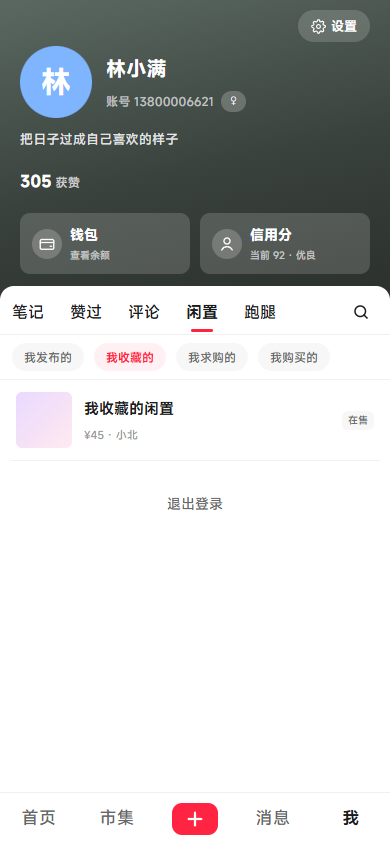 设置
林
林小满
账号 13800006621
把日子过成自己喜欢的样子
305 获赞
钱包
查看余额
信用分
当前 92 · 优良
笔记 赞过 评论 闲置 跑腿
我发布的 我收藏的 我求购的 我购买的
我收藏的闲置
¥45 · 小北
在售
退出登录
首页 市集 消息 我